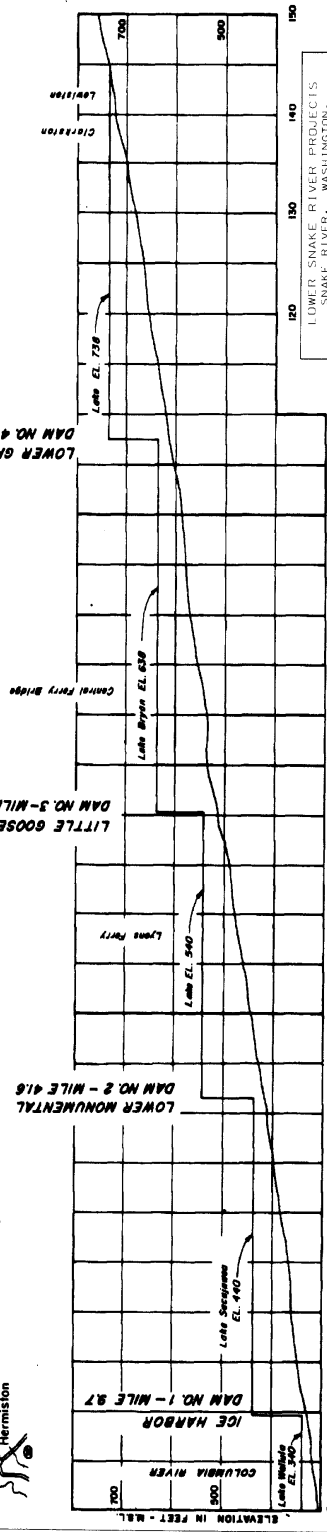 Hermiston
ELEVATION IN FEET - M.S.L.
700
500
COLUMBIA RIVER
Lake Wallula
EL. 340
ICE HARBOR
DAM NO. 1 - MILE 9.7
Lake Sacajawea
EL. 440
LOWER MONUMENTAL
DAM NO. 2 - MILE 41.6
Lake EL. 540
Lyons Ferry
LITTLE GOOSE
DAM NO. 3-MILE
Lake Bryan EL. 638
Central Ferry Bridge
LOWER
DAM NO. 4
Lake EL. 738
Clarkston
Lewiston
700
500
120
130
140
150
LOWER SNAKE RIVER PROJECTS
SNAKE RIVER, WASHINGTON,